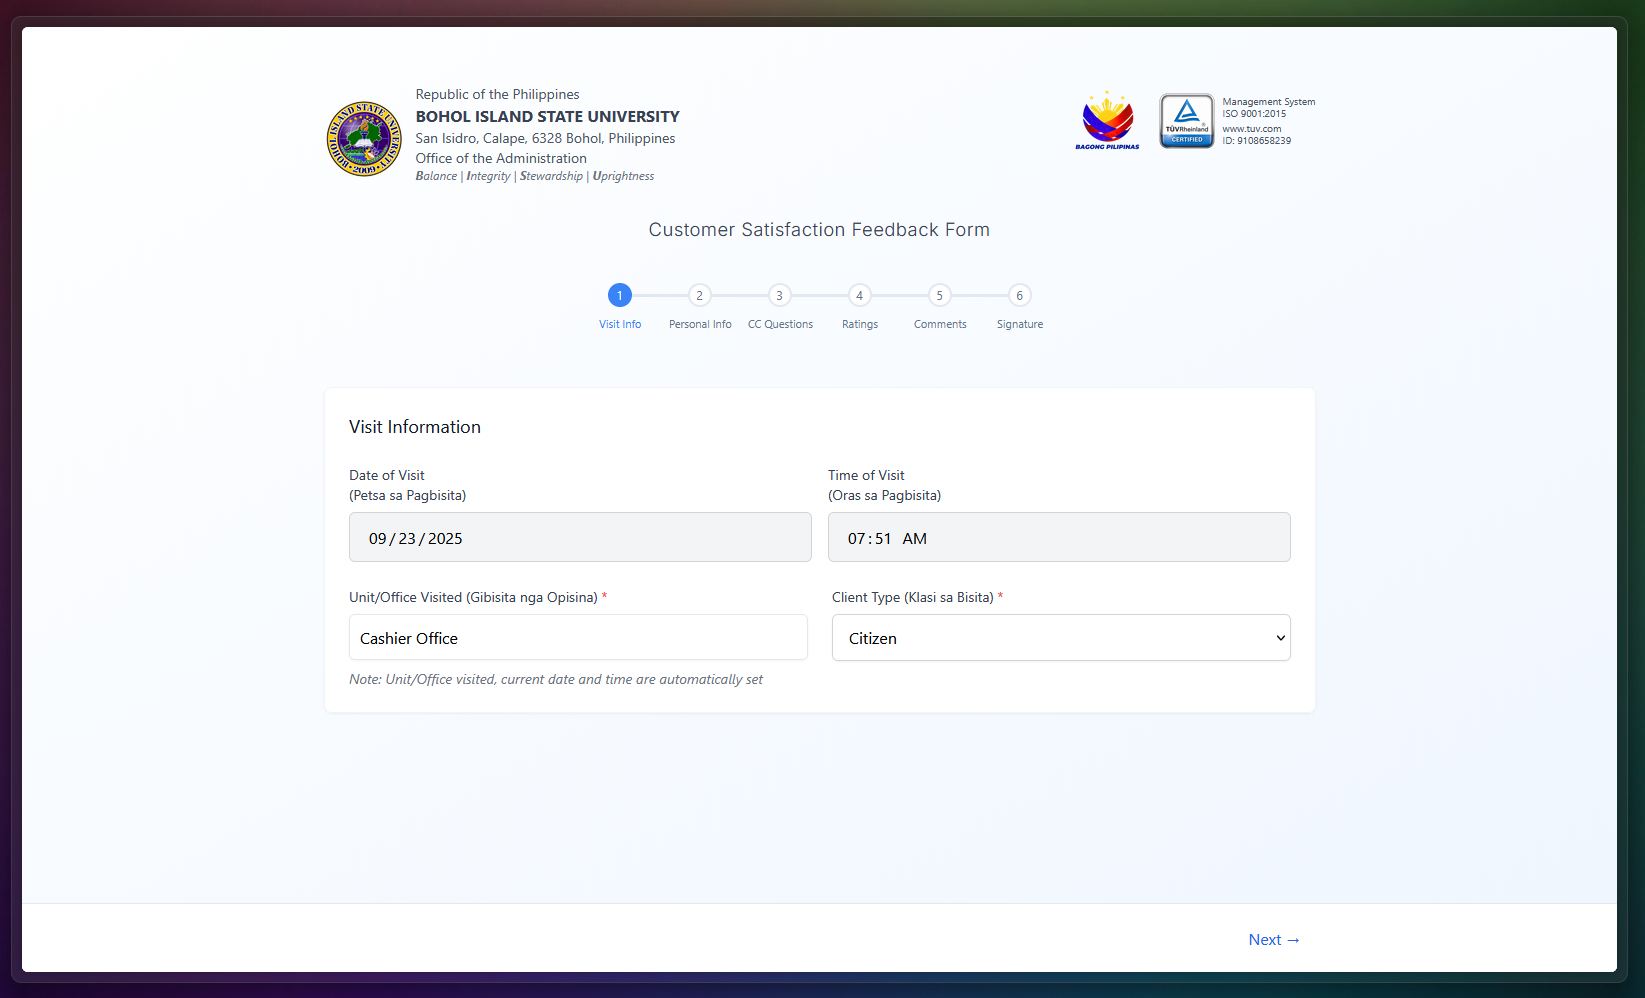 Republic of the Philippines
BOHOL ISLAND STATE UNIVERSITY
San Isidro, Calape, 6328 Bohol, Philippines
Office of the Administration
Balance | Integrity | Stewardship | Uprightness
BOHOL ISLAND STATE UNIVERSITY
2009
BAGONG PILIPINAS
TÜVRheinland®
CERTIFIED
Management System
ISO 9001:2015
www.tuv.com
ID: 9108658239
Customer Satisfaction Feedback Form
1 2 3 4 5 6
Visit Info Personal Info CC Questions Ratings Comments Signature
Visit Information
Date of Visit
(Petsa sa Pagbisita)
09/23/2025
Time of Visit
(Oras sa Pagbisita)
07:51 AM
Unit/Office Visited (Gibisita nga Opisina) *
Cashier Office
Client Type (Klasi sa Bisita) *
Citizen
Note: Unit/Office visited, current date and time are automatically set
Next →